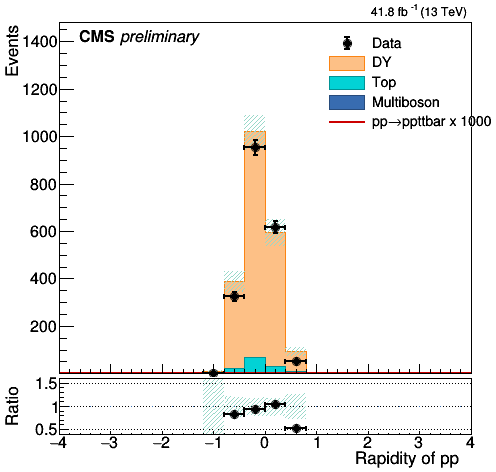 41.8 fb⁻¹ (13 TeV)
CMS preliminary
Events
1400
1200
1000
800
600
400
200
Data
DY
Top
Multiboson
pp→ppttbar x 1000
Ratio
1.5
1
0.5
−4 −3 −2 −1 0 1 2 3 4
Rapidity of pp